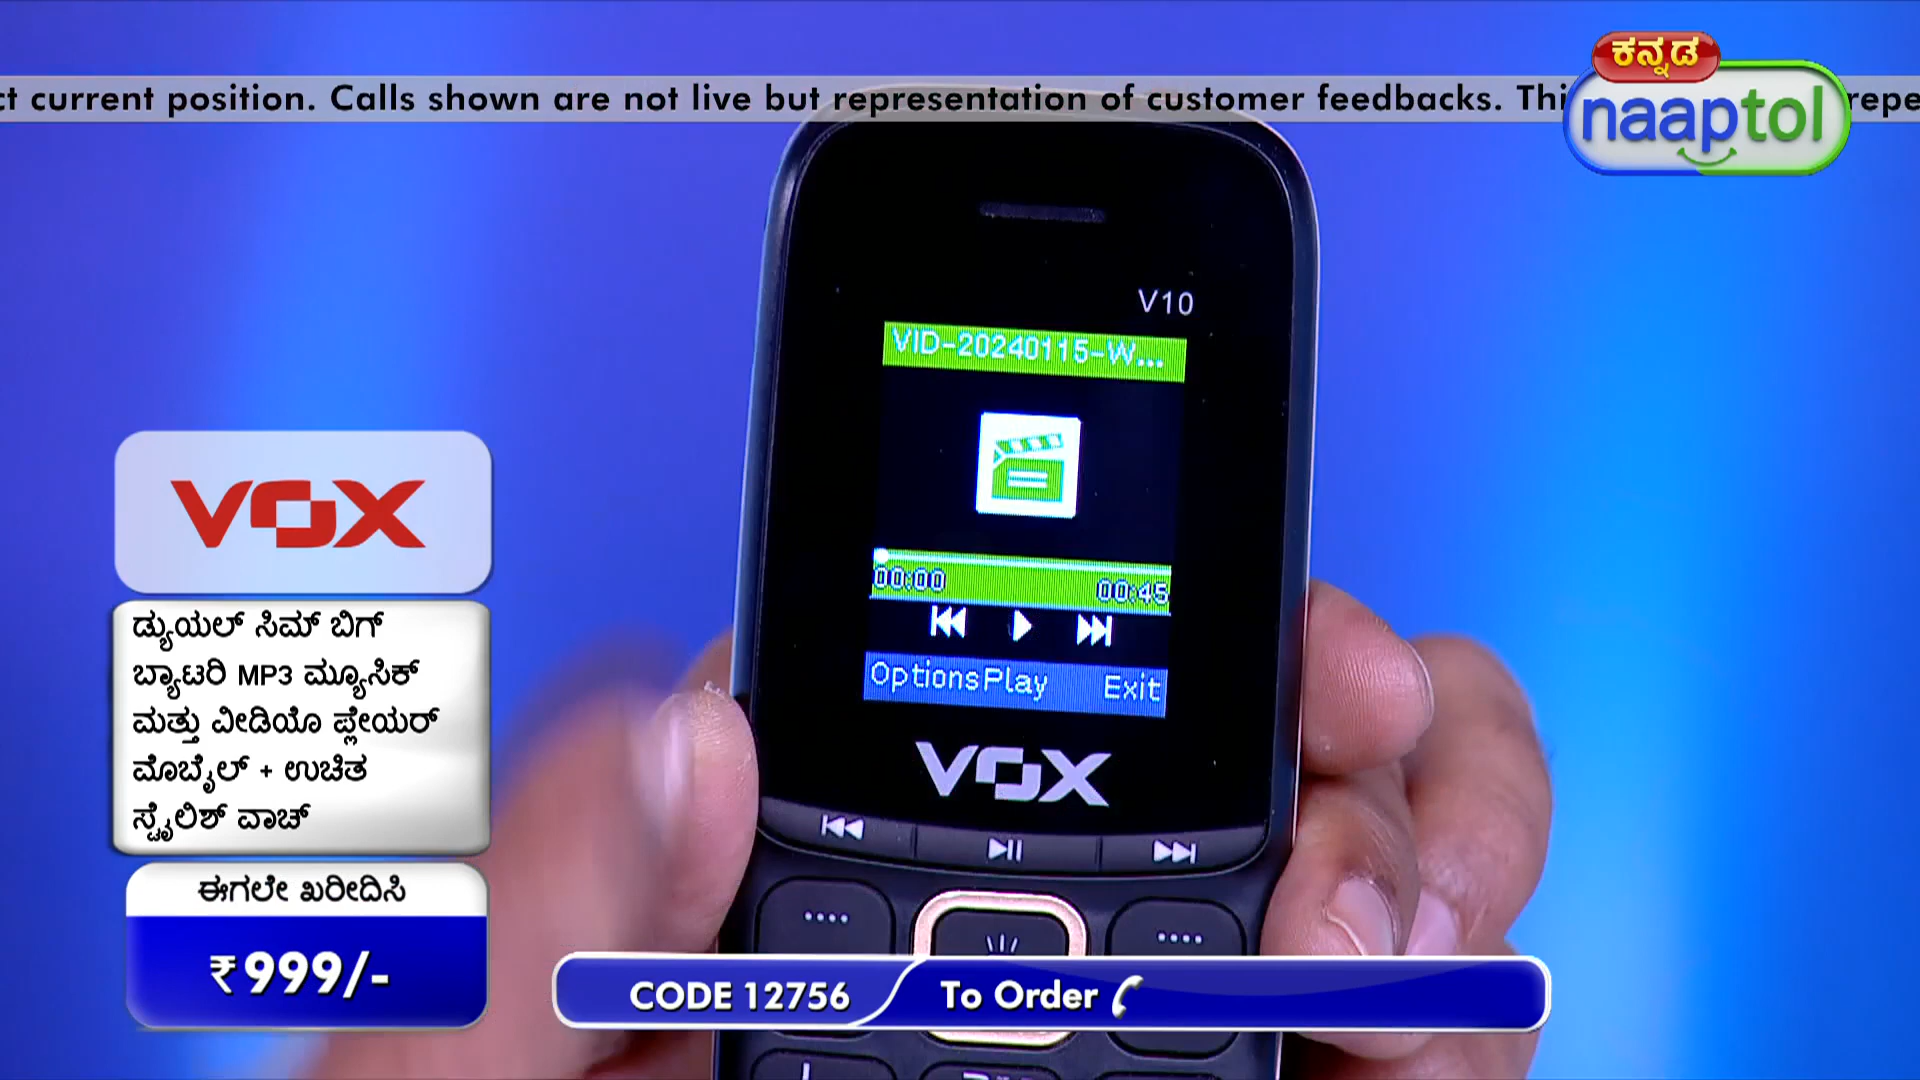 ಕನ್ನಡ
ct current position. Calls shown are not live but representation of customer feedbacks. Thi
repe
naaptol
V10
VID-20240115-W...
00:00 00:45
Options Play Exit
VOX
VOX
ಡ್ಯುಯಲ್ ಸಿಮ್ ಬಿಗ್
ಬ್ಯಾಟರಿ MP3 ಮ್ಯೂಸಿಕ್
ಮತ್ತು ವೀಡಿಯೊ ಪ್ಲೇಯರ್
ಮೊಬೈಲ್ + ಉಚಿತ
ಸ್ಟೈಲಿಶ್ ವಾಚ್
ಈಗಲೇ ಖರೀದಿಸಿ
₹999/-
CODE 12756 To Order